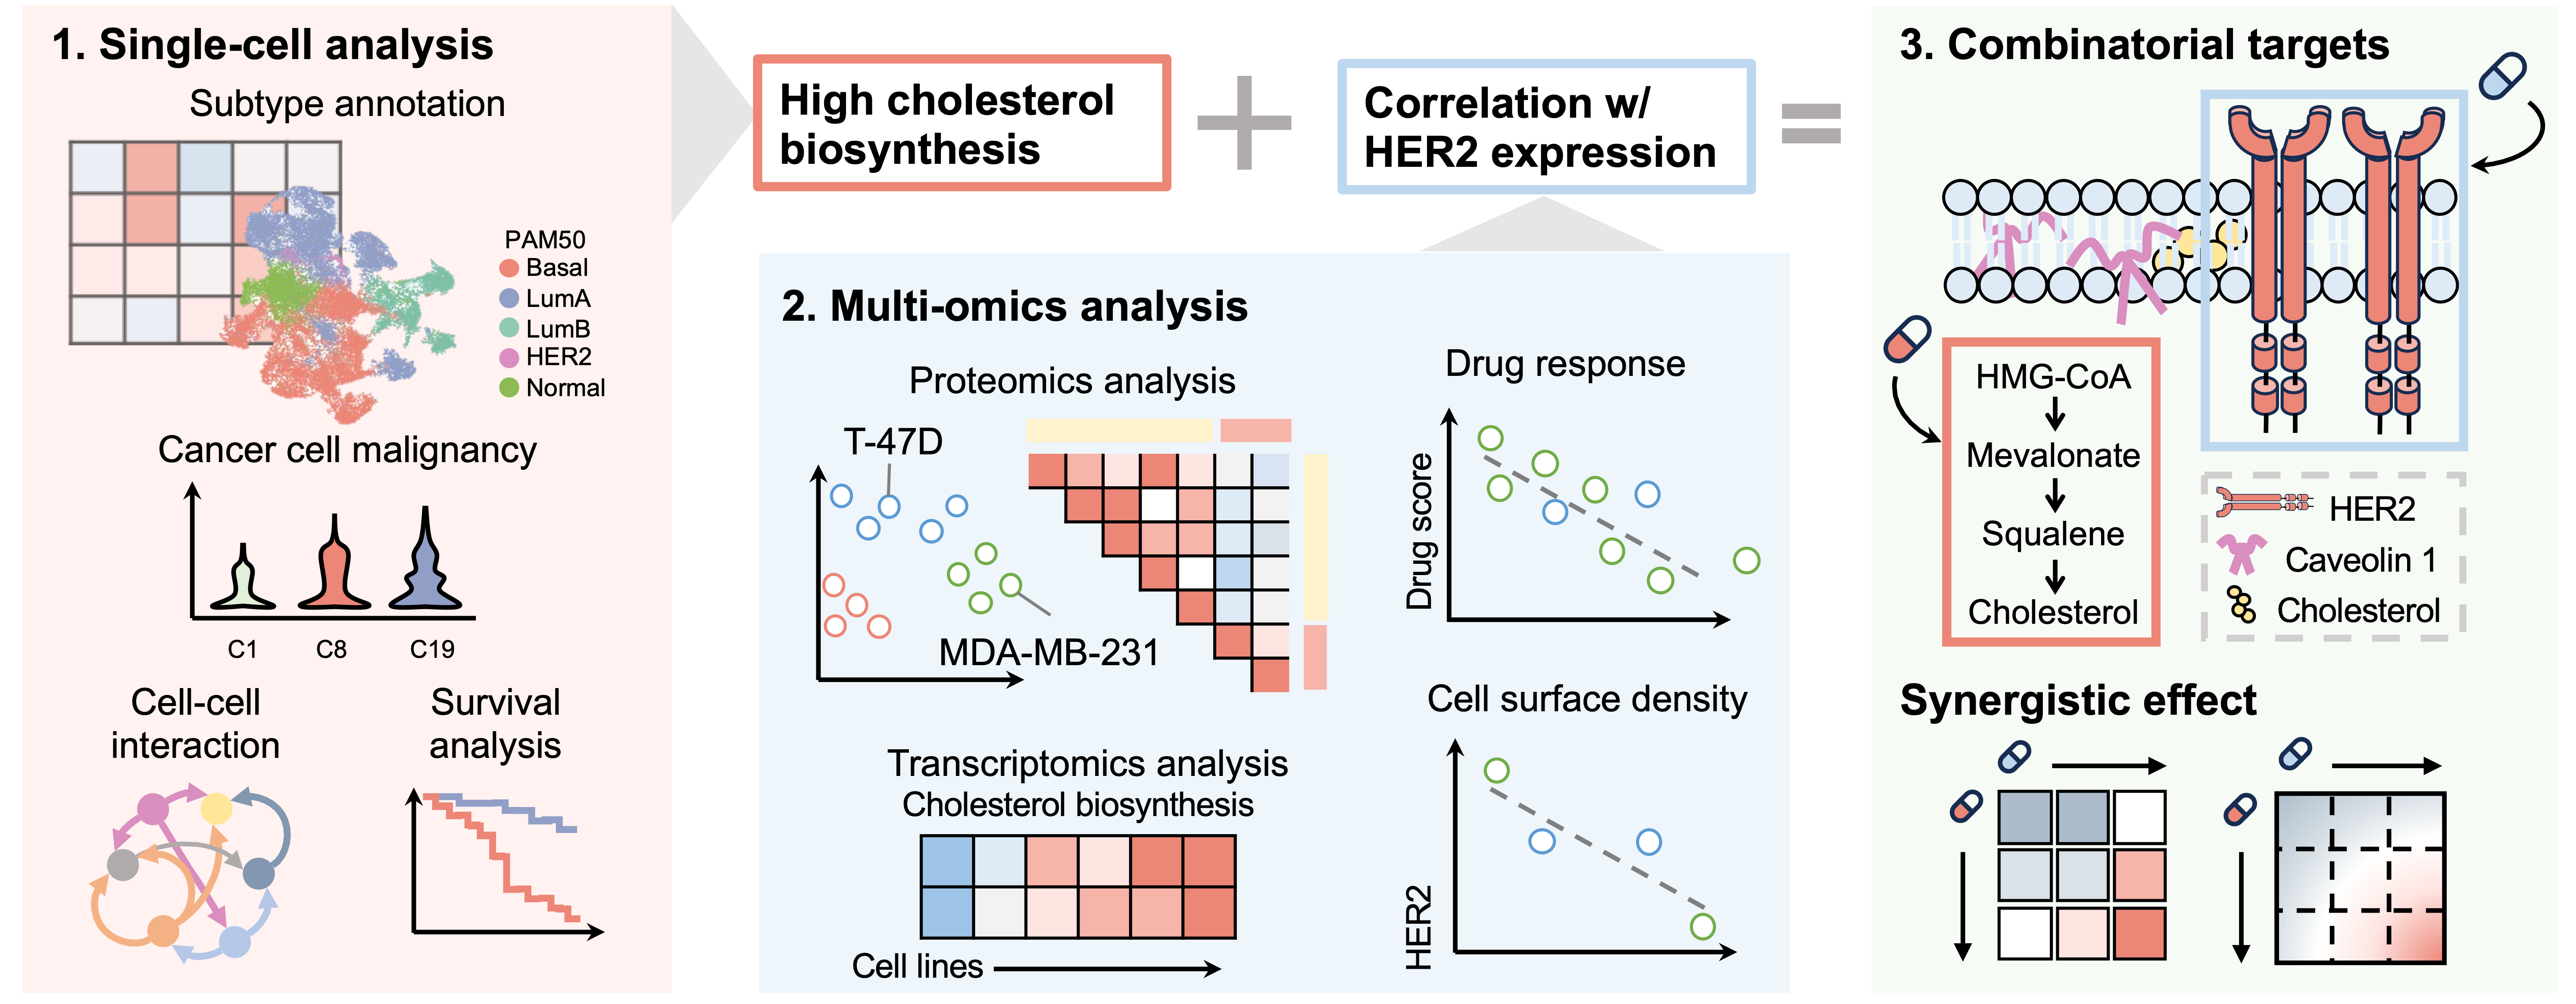 1. Single-cell analysis
Subtype annotation
PAM50
Basal
LumA
LumB
HER2
Normal
Cancer cell malignancy
C1
C8
C19
Cell-cell
interaction
Survival
analysis
High cholesterol
biosynthesis
+
Correlation w/
HER2 expression
=
2. Multi-omics analysis
Proteomics analysis
T-47D
MDA-MB-231
Drug response
Drug score
Transcriptomics analysis
Cholesterol biosynthesis
Cell lines
Cell surface density
HER2
3. Combinatorial targets
HMG-CoA
Mevalonate
Squalene
Cholesterol
HER2
Caveolin 1
Cholesterol
Synergistic effect